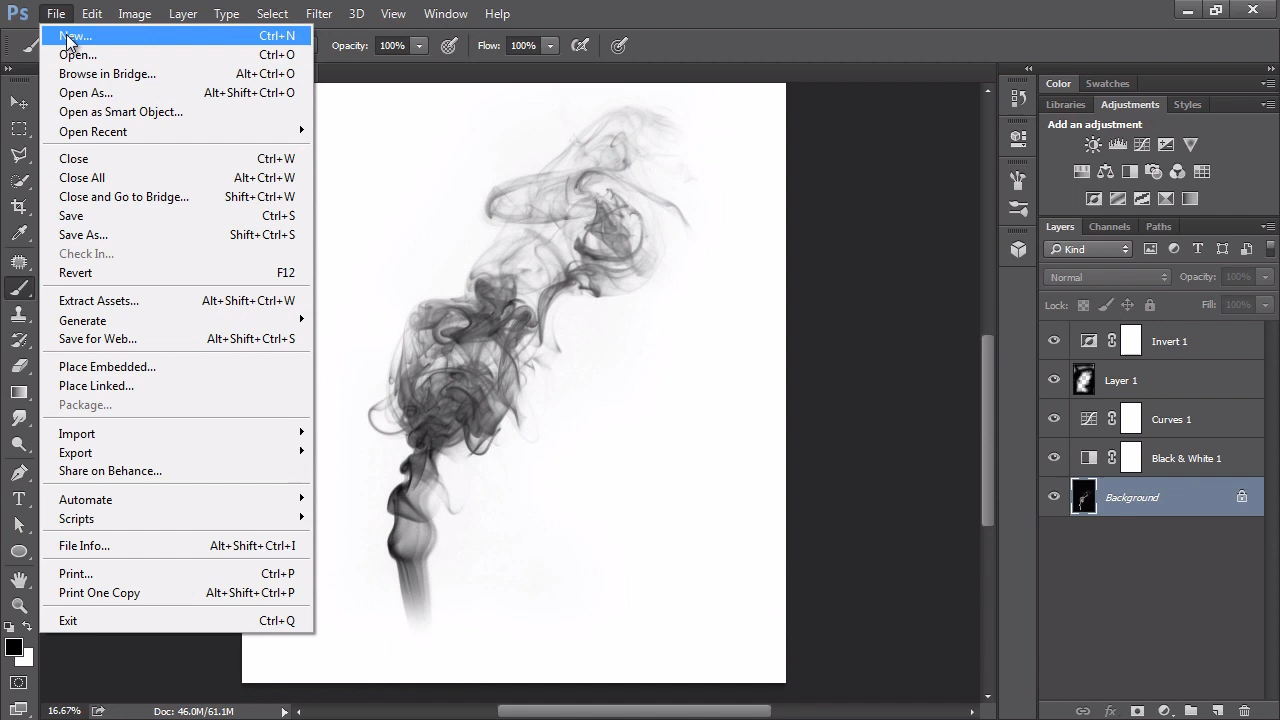 Ps File Edit Image Layer Type Select Filter 3D View Window Help
Opacity: 100% Flow: 100%
New... Ctrl+N
Open... Ctrl+O
Browse in Bridge... Alt+Ctrl+O
Open As... Alt+Shift+Ctrl+O
Open as Smart Object...
Open Recent
Close Ctrl+W
Close All Alt+Ctrl+W
Close and Go to Bridge... Shift+Ctrl+W
Save Ctrl+S
Save As... Shift+Ctrl+S
Check In...
Revert F12
Extract Assets... Alt+Shift+Ctrl+W
Generate
Save for Web... Alt+Shift+Ctrl+S
Place Embedded...
Place Linked...
Package...
Import
Export
Share on Behance...
Automate
Scripts
File Info... Alt+Shift+Ctrl+I
Print... Ctrl+P
Print One Copy Alt+Shift+Ctrl+P
Exit Ctrl+Q
Color Swatches
Libraries Adjustments Styles
Add an adjustment
Layers Channels Paths
Kind
Normal Opacity: 100%
Lock: Fill: 100%
Invert 1
Layer 1
Curves 1
Black & White 1
Background
T
16.67% Doc: 46.0M/61.1M
fx